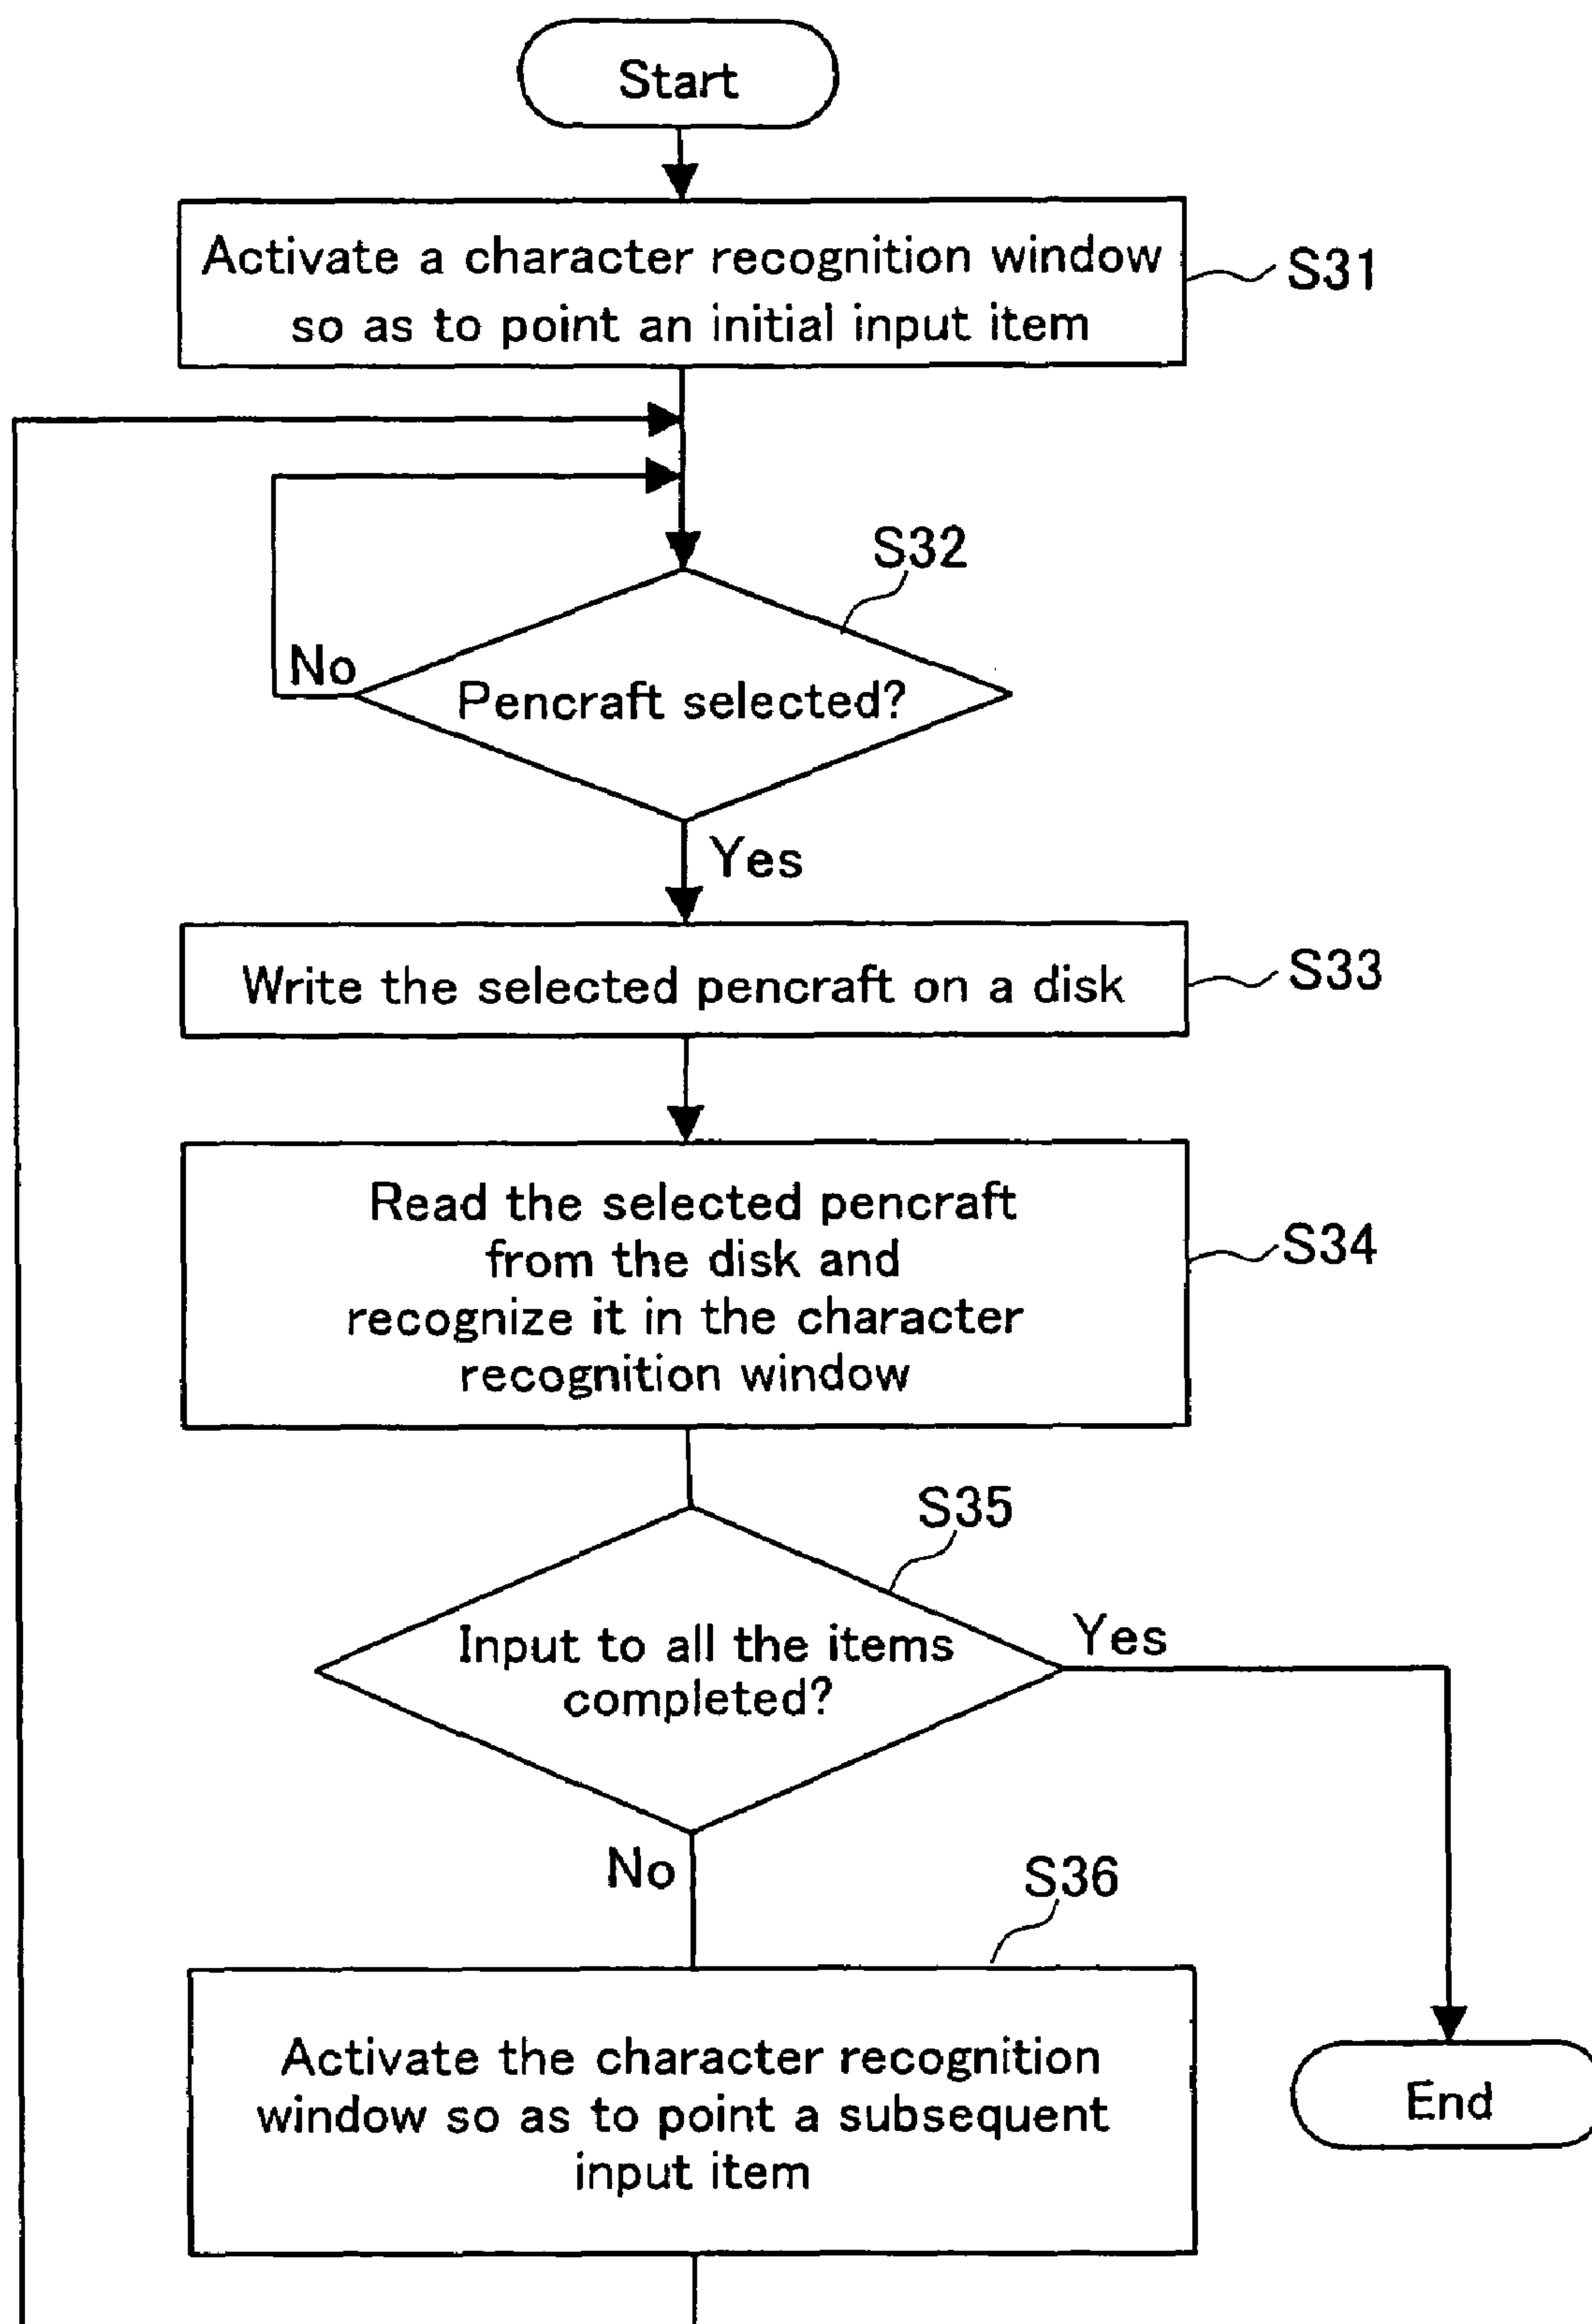 Start
Activate a character recognition window
so as to point an initial input item
S31
S32
No
Pencraft selected?
Yes
Write the selected pencraft on a disk
S33
Read the selected pencraft
from the disk and
recognize it in the character
recognition window
S34
S35
Input to all the items
completed?
Yes
No
S36
Activate the character recognition
window so as to point a subsequent
input item
End